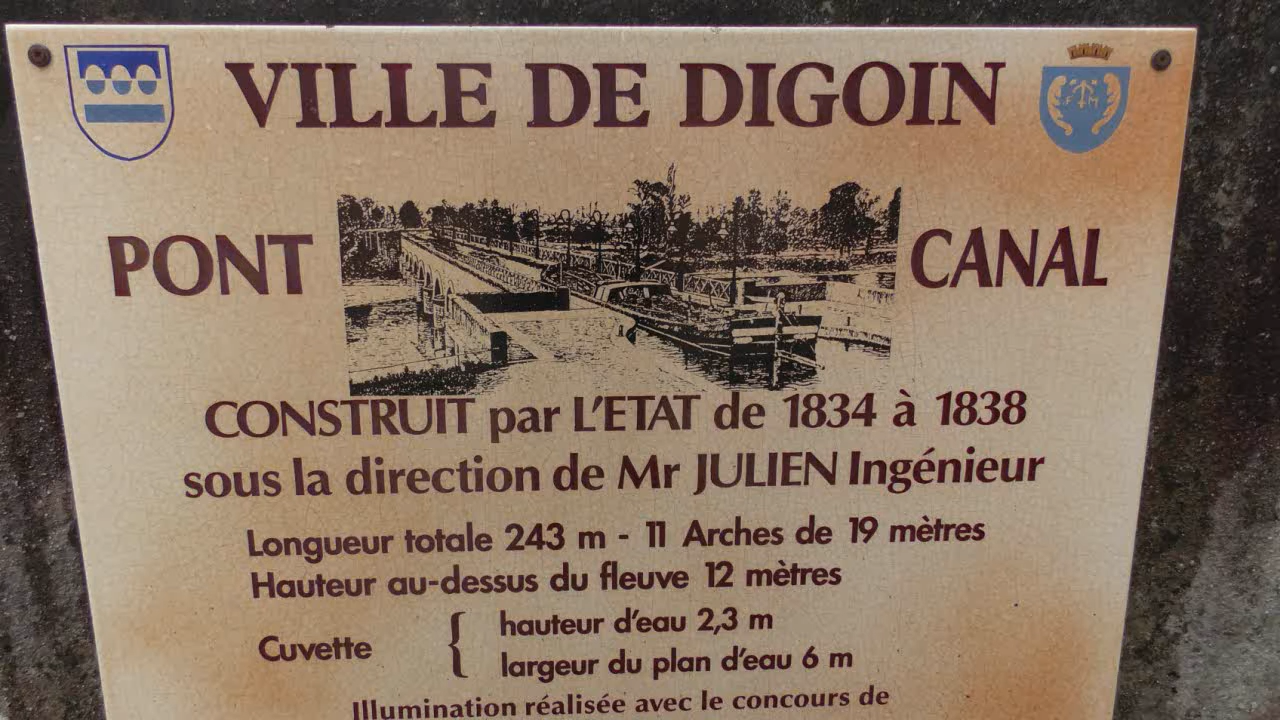 VILLE DE DIGOIN
PONT CANAL
CONSTRUIT par L'ETAT de 1834 à 1838
sous la direction de Mr JULIEN Ingénieur
Longueur totale 243 m - 11 Arches de 19 mètres
Hauteur au-dessus du fleuve 12 mètres
Cuvette { hauteur d'eau 2,3 m
largeur du plan d'eau 6 m
Illumination réalisée avec le concours de